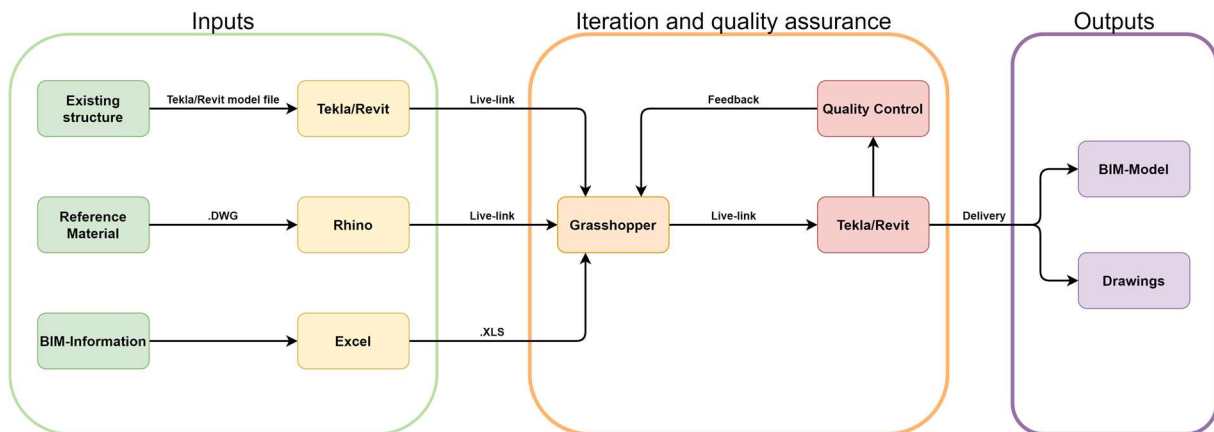 Inputs
Iteration and quality assurance
Outputs
Existing
structure
Tekla/Revit model file
Tekla/Revit
Live-link
Feedback
Quality Control
BIM-Model
Reference
Material
.DWG
Rhino
Live-link
Grasshopper
Live-link
Tekla/Revit
Delivery
Drawings
BIM-Information
Excel
.XLS